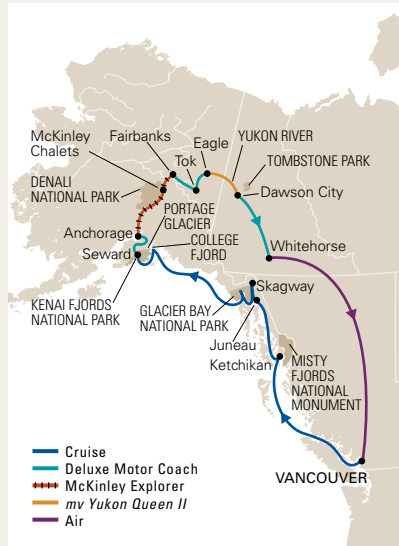 McKinley
Chalets
Fairbanks
Tok
Eagle
YUKON RIVER
TOMBSTONE PARK
DENALI
NATIONAL PARK
Dawson City
PORTAGE
GLACIER
Anchorage
COLLEGE
FJORD
Seward
Whitehorse
KENAI FJORDS
NATIONAL PARK
GLACIER BAY
NATIONAL PARK
Skagway
Juneau
Ketchikan
MISTY
FJORDS
NATIONAL
MONUMENT
VANCOUVER
Cruise
Deluxe Motor Coach
McKinley Explorer
mv Yukon Queen II
Air